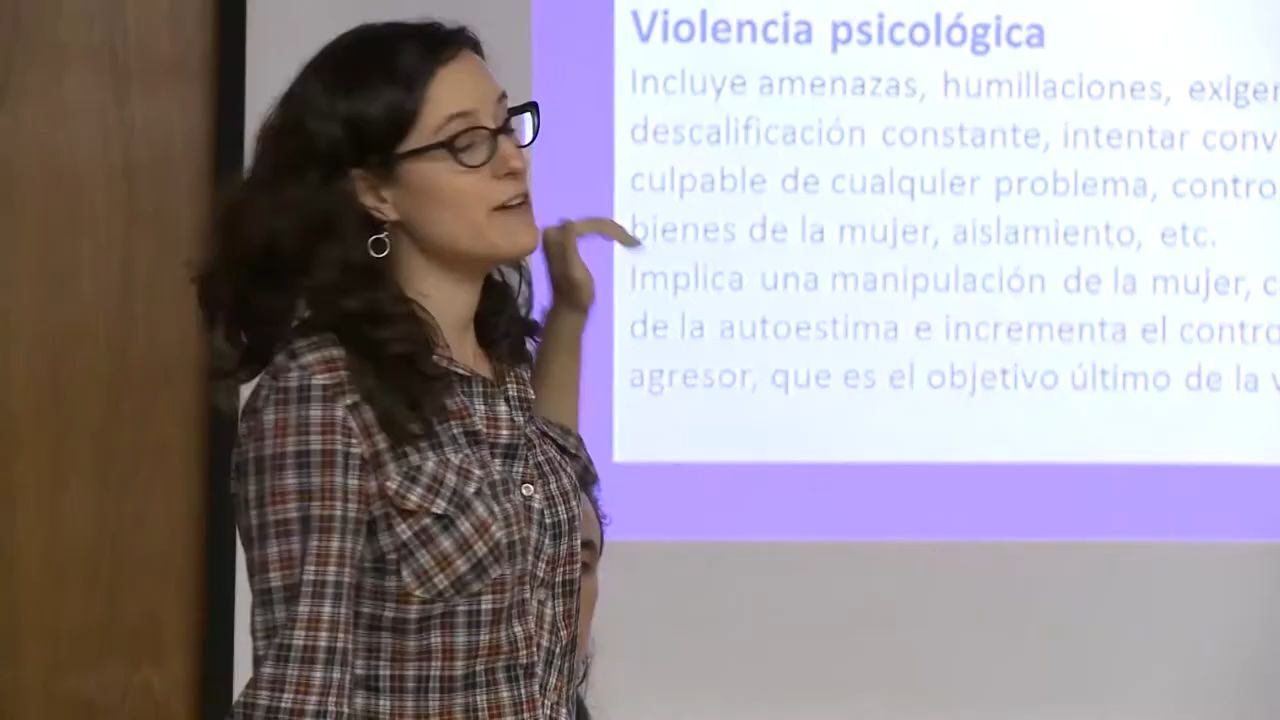 Violencia psicológica
Incluye amenazas, humillaciones,
descalificación constante, intentar
culpable de cualquier problema,
bienes de la mujer, aislamiento, etc.
Implica una manipulación de la mujer,
de la autoestima e incrementa el
agresor, que es el objetivo último de la